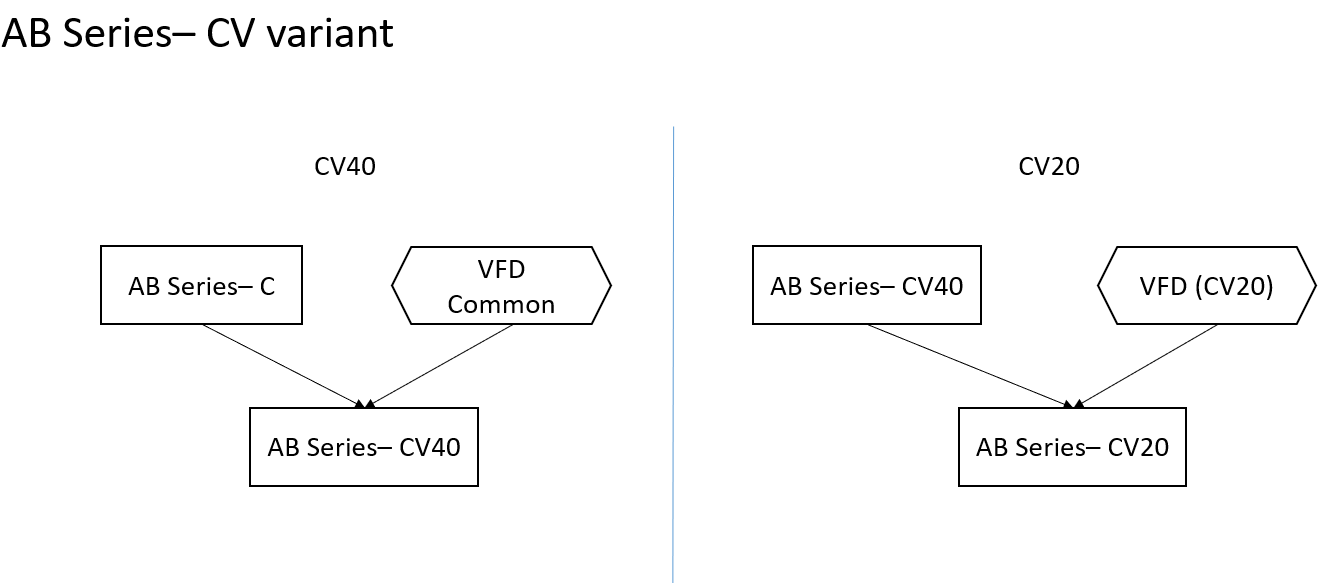 AB Series– CV variant
CV40
CV20
AB Series– C
VFD
Common
AB Series– CV40
VFD (CV20)
AB Series– CV40
AB Series– CV20